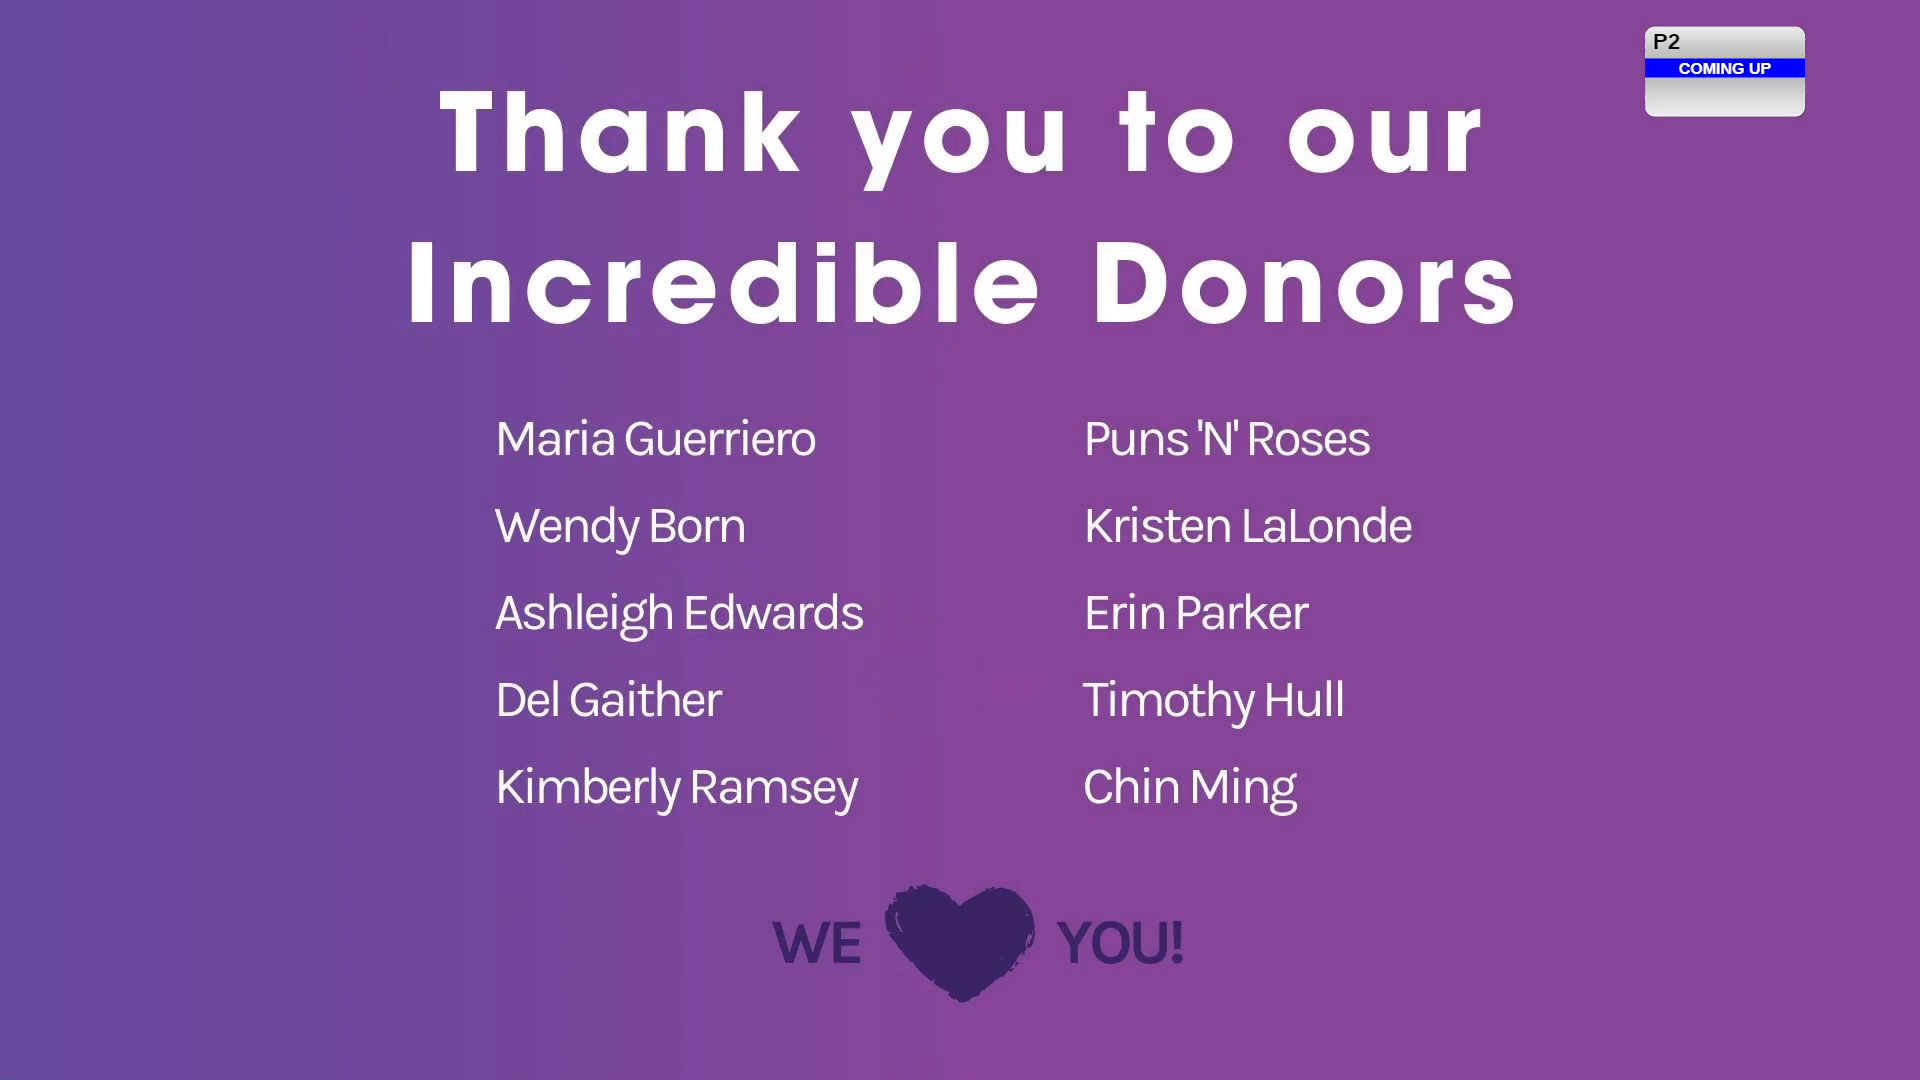 P2
COMING UP
Thank you to our
Incredible Donors
Maria Guerriero
Wendy Born
Ashleigh Edwards
Del Gaither
Kimberly Ramsey
Puns 'N' Roses
Kristen LaLonde
Erin Parker
Timothy Hull
Chin Ming
WE YOU!